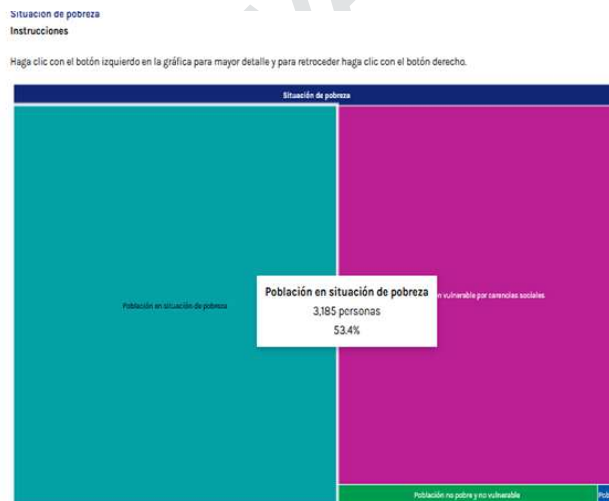 Situación de pobreza
Instrucciones
Haga clic con el botón izquierdo en la gráfica para mayor detalle y para retroceder haga clic con el botón derecho.
Situación de pobreza
Población en situación de pobreza
Población en situación de pobreza
3,185 personas
53.4%
n vulnerable por carencias sociales
Población no pobre y no vulnerable
Pob